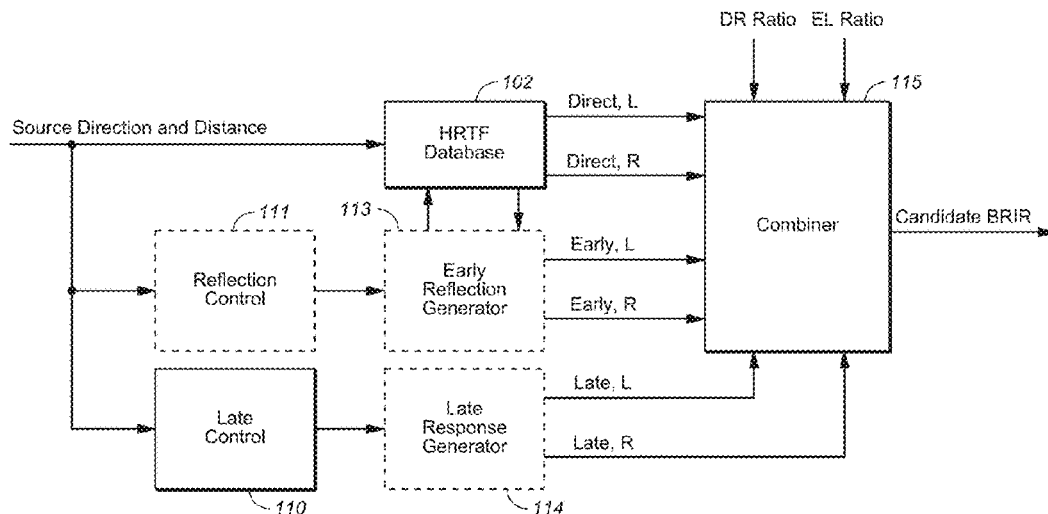 DR Ratio
EL Ratio
102
115
Source Direction and Distance
HRTF
Database
Direct, L
Direct, R
111
113
Combiner
Candidate BRIR
Reflection
Control
Early
Reflection
Generator
Early, L
Early, R
Late
Control
Late
Response
Generator
Late, L
Late, R
110
114